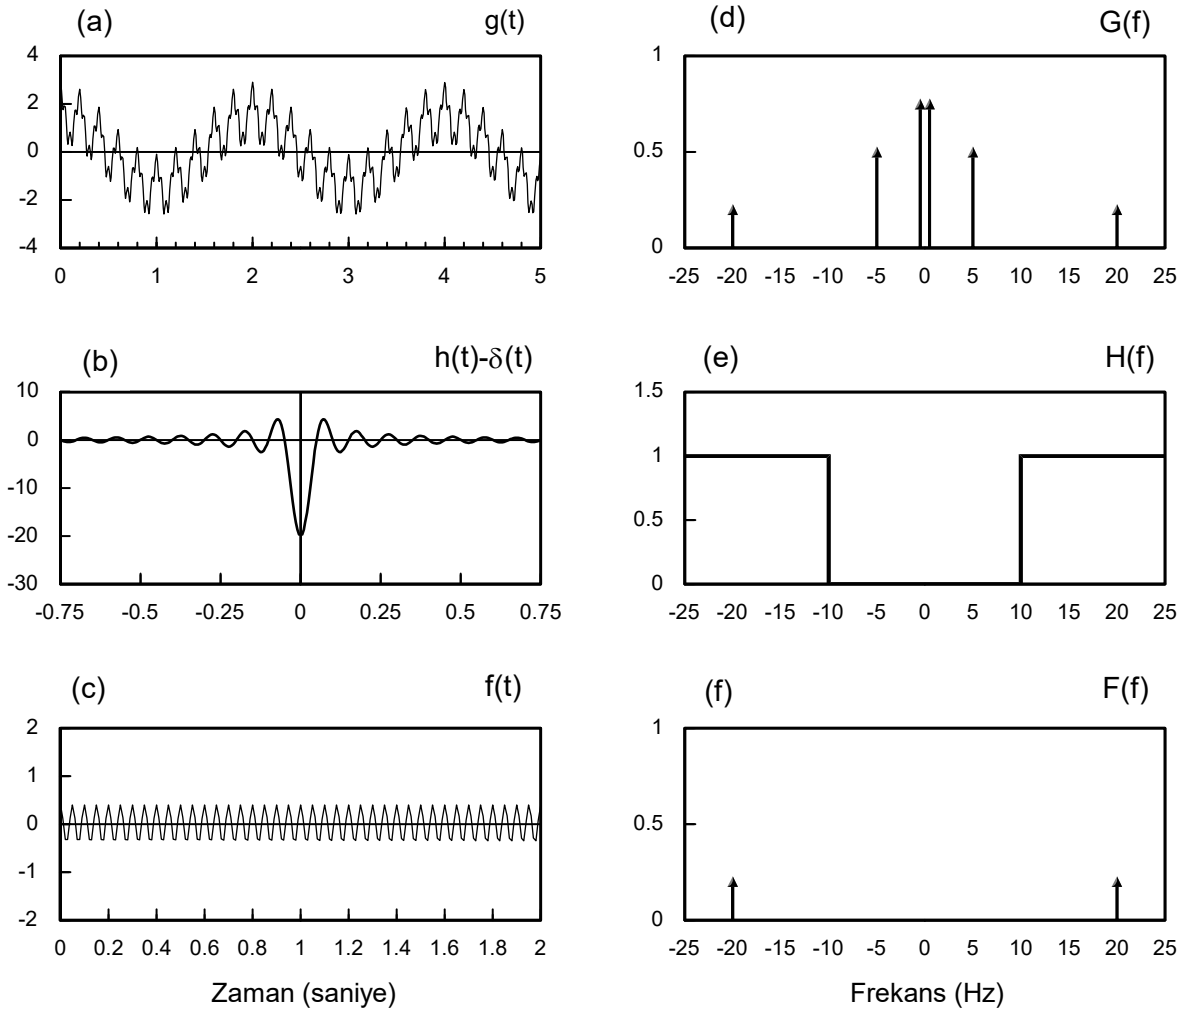 (a) g(t)
4
2
0
-2
-4
0 1 2 3 4 5
(d) G(f)
1
0.5
0
-25 -20 -15 -10 -5 0 5 10 15 20 25
(b) h(t)-δ(t)
10
0
-10
-20
-30
-0.75 -0.5 -0.25 0 0.25 0.5 0.75
(e) H(f)
1.5
1
0.5
0
-25 -20 -15 -10 -5 0 5 10 15 20 25
(c) f(t)
2
1
0
-1
-2
0 0.2 0.4 0.6 0.8 1 1.2 1.4 1.6 1.8 2
Zaman (saniye)
(f) F(f)
1
0.5
0
-25 -20 -15 -10 -5 0 5 10 15 20 25
Frekans (Hz)